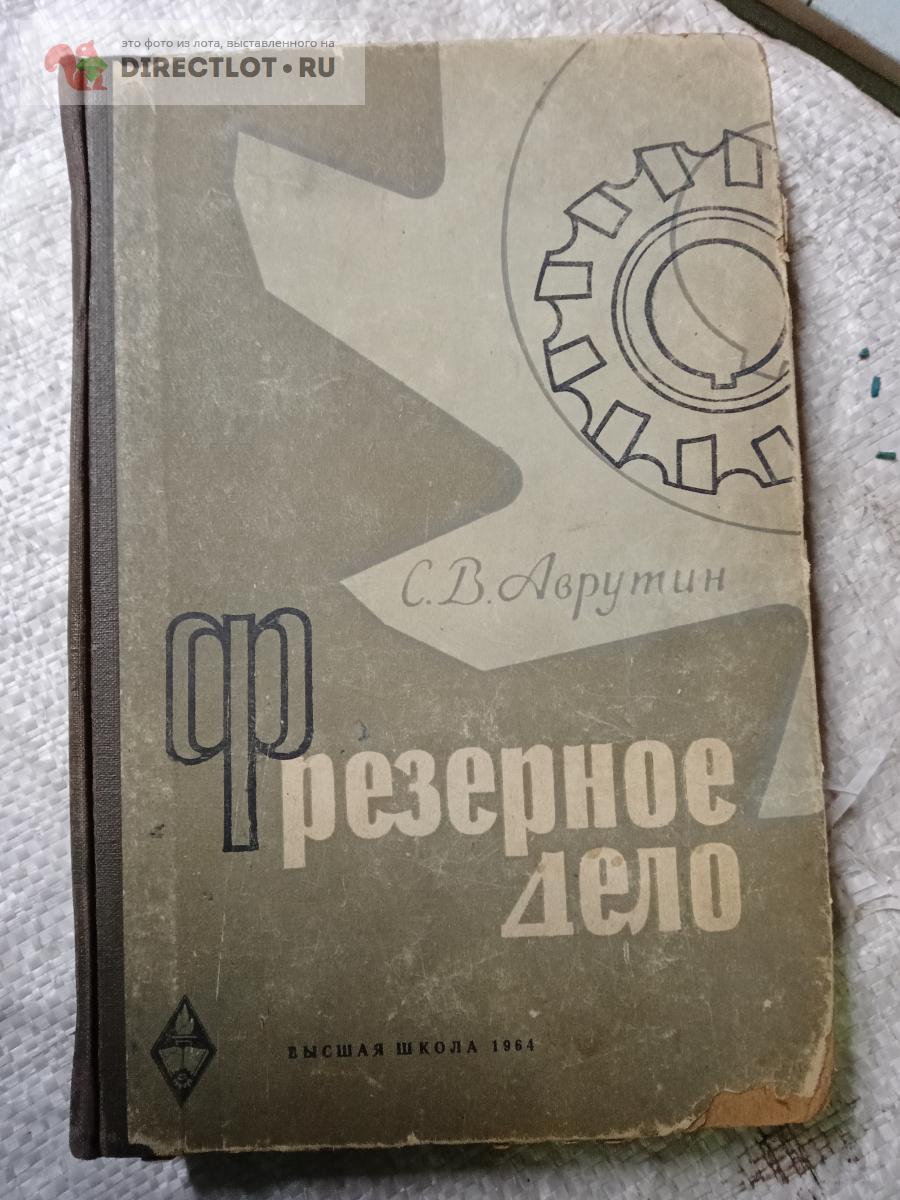 это фото из лота, выставленного на
DIRECTLOT•RU
С.В.Аврутин
Фрезерное
дело
ВЫСШАЯ ШКОЛА 1964